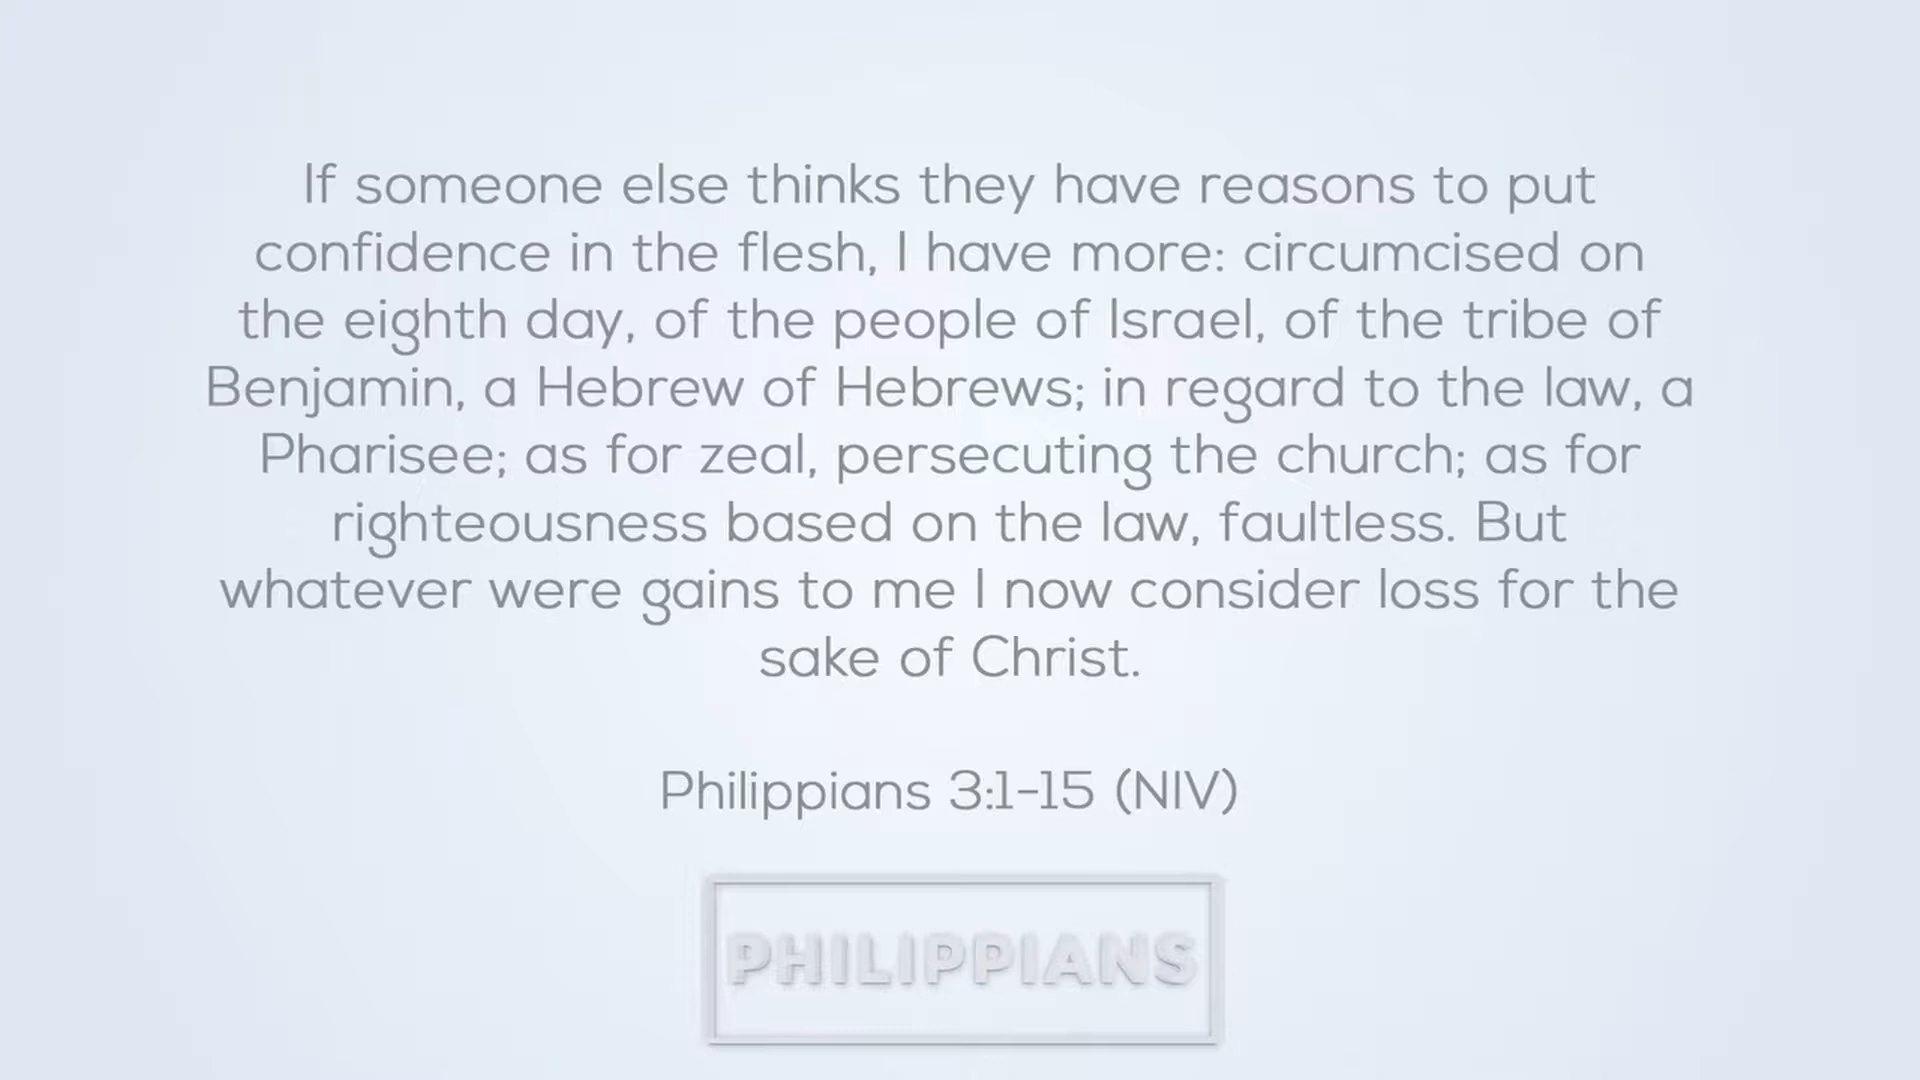 If someone else thinks they have reasons to put
confidence in the flesh, I have more: circumcised on
the eighth day, of the people of Israel, of the tribe of
Benjamin, a Hebrew of Hebrews; in regard to the law, a
Pharisee; as for zeal, persecuting the church; as for
righteousness based on the law, faultless. But
whatever were gains to me I now consider loss for the
sake of Christ.
Philippians 3:1-15 (NIV)
PHILIPPIANS